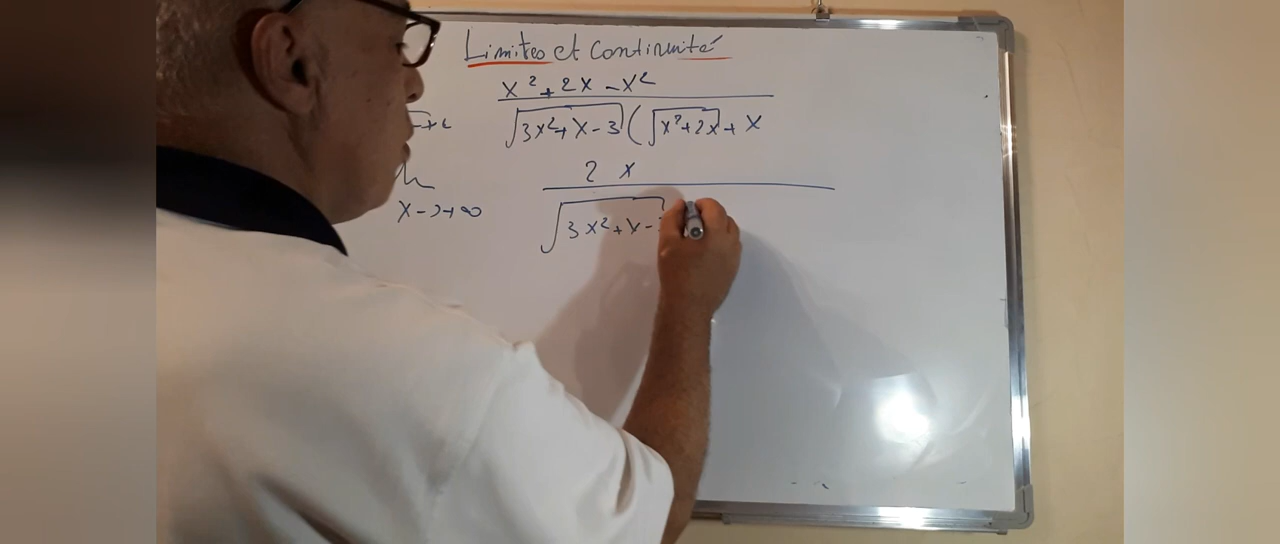 Limites et Continuité
x² + 2x - x²
√3x²+x-3 (√x²+2x + x
2 x
x→+∞
√3x²+x-